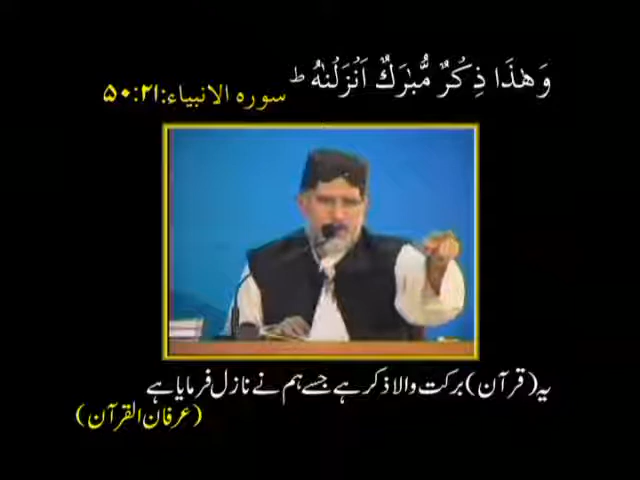 وَهٰذَا ذِكْرٌ مُّبٰرَكٌ اَنْزَلْنٰهُ ط
سورہ الانبیاء:۵۰:۲۱
یہ (قرآن) برکت والا ذکر ہے جسے ہم نے نازل فرمایا ہے
(عرفان القرآن)